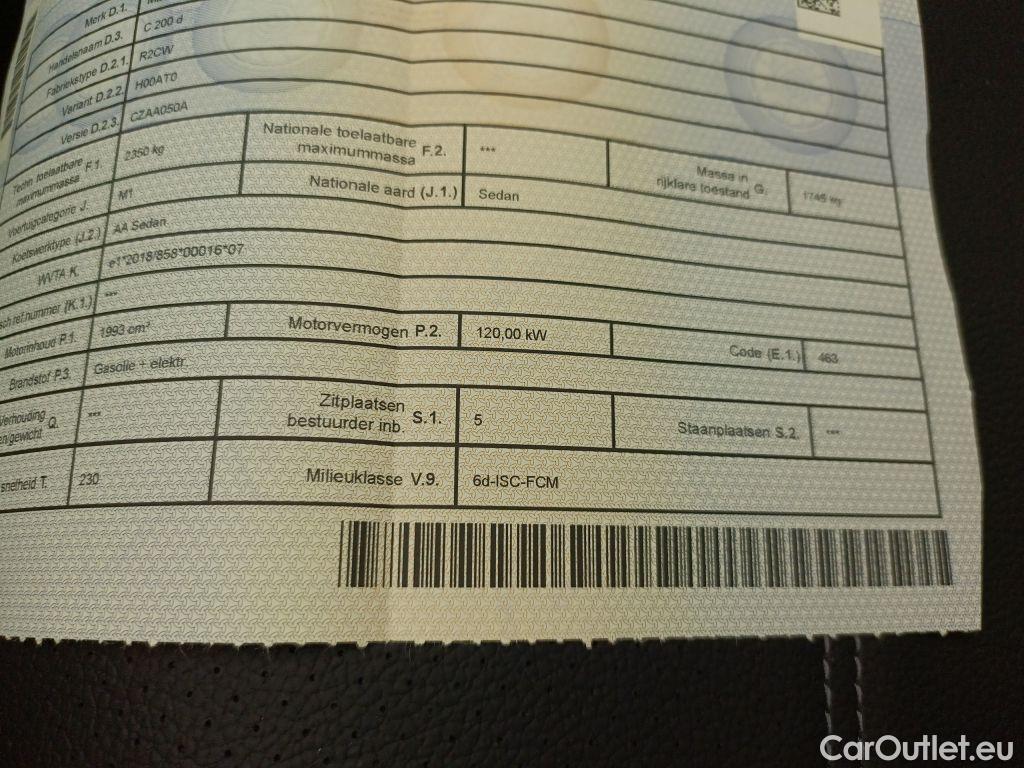 Merk D.1.
Handelsnaam D.3. C 200 d
Fabriekstype D.2.1. R2CW
Variant D.2.2. H00AT0
Versie D.2.3. CZAA050A
Techn toelaatbare
maximummassa F.1. 2350 kg
Nationale toelaatbare
maximummassa F.2. ***
Massa in
rijklare toestand G.
Voertuigcategorie J. M1
Nationale aard (J.1.) Sedan
Koetswerktype (J.2.) AA Sedan
WVTA K. e1*2018/858*00016*07
ref.nummer (K.1.) ***
Motorinhoud P.1. 1993 cm³
Motorvermogen P.2. 120,00 kW
Code (E.1.) 463
Brandstof P.3. Gasolie + elektr.
Verhouding
gewicht Q. ***
Zitplaatsen
bestuurder inb. S.1. 5
Staanplaatsen S.2. ***
snelheid T. 230
Milieuklasse V.9. 6d-ISC-FCM
CarOutlet.eu